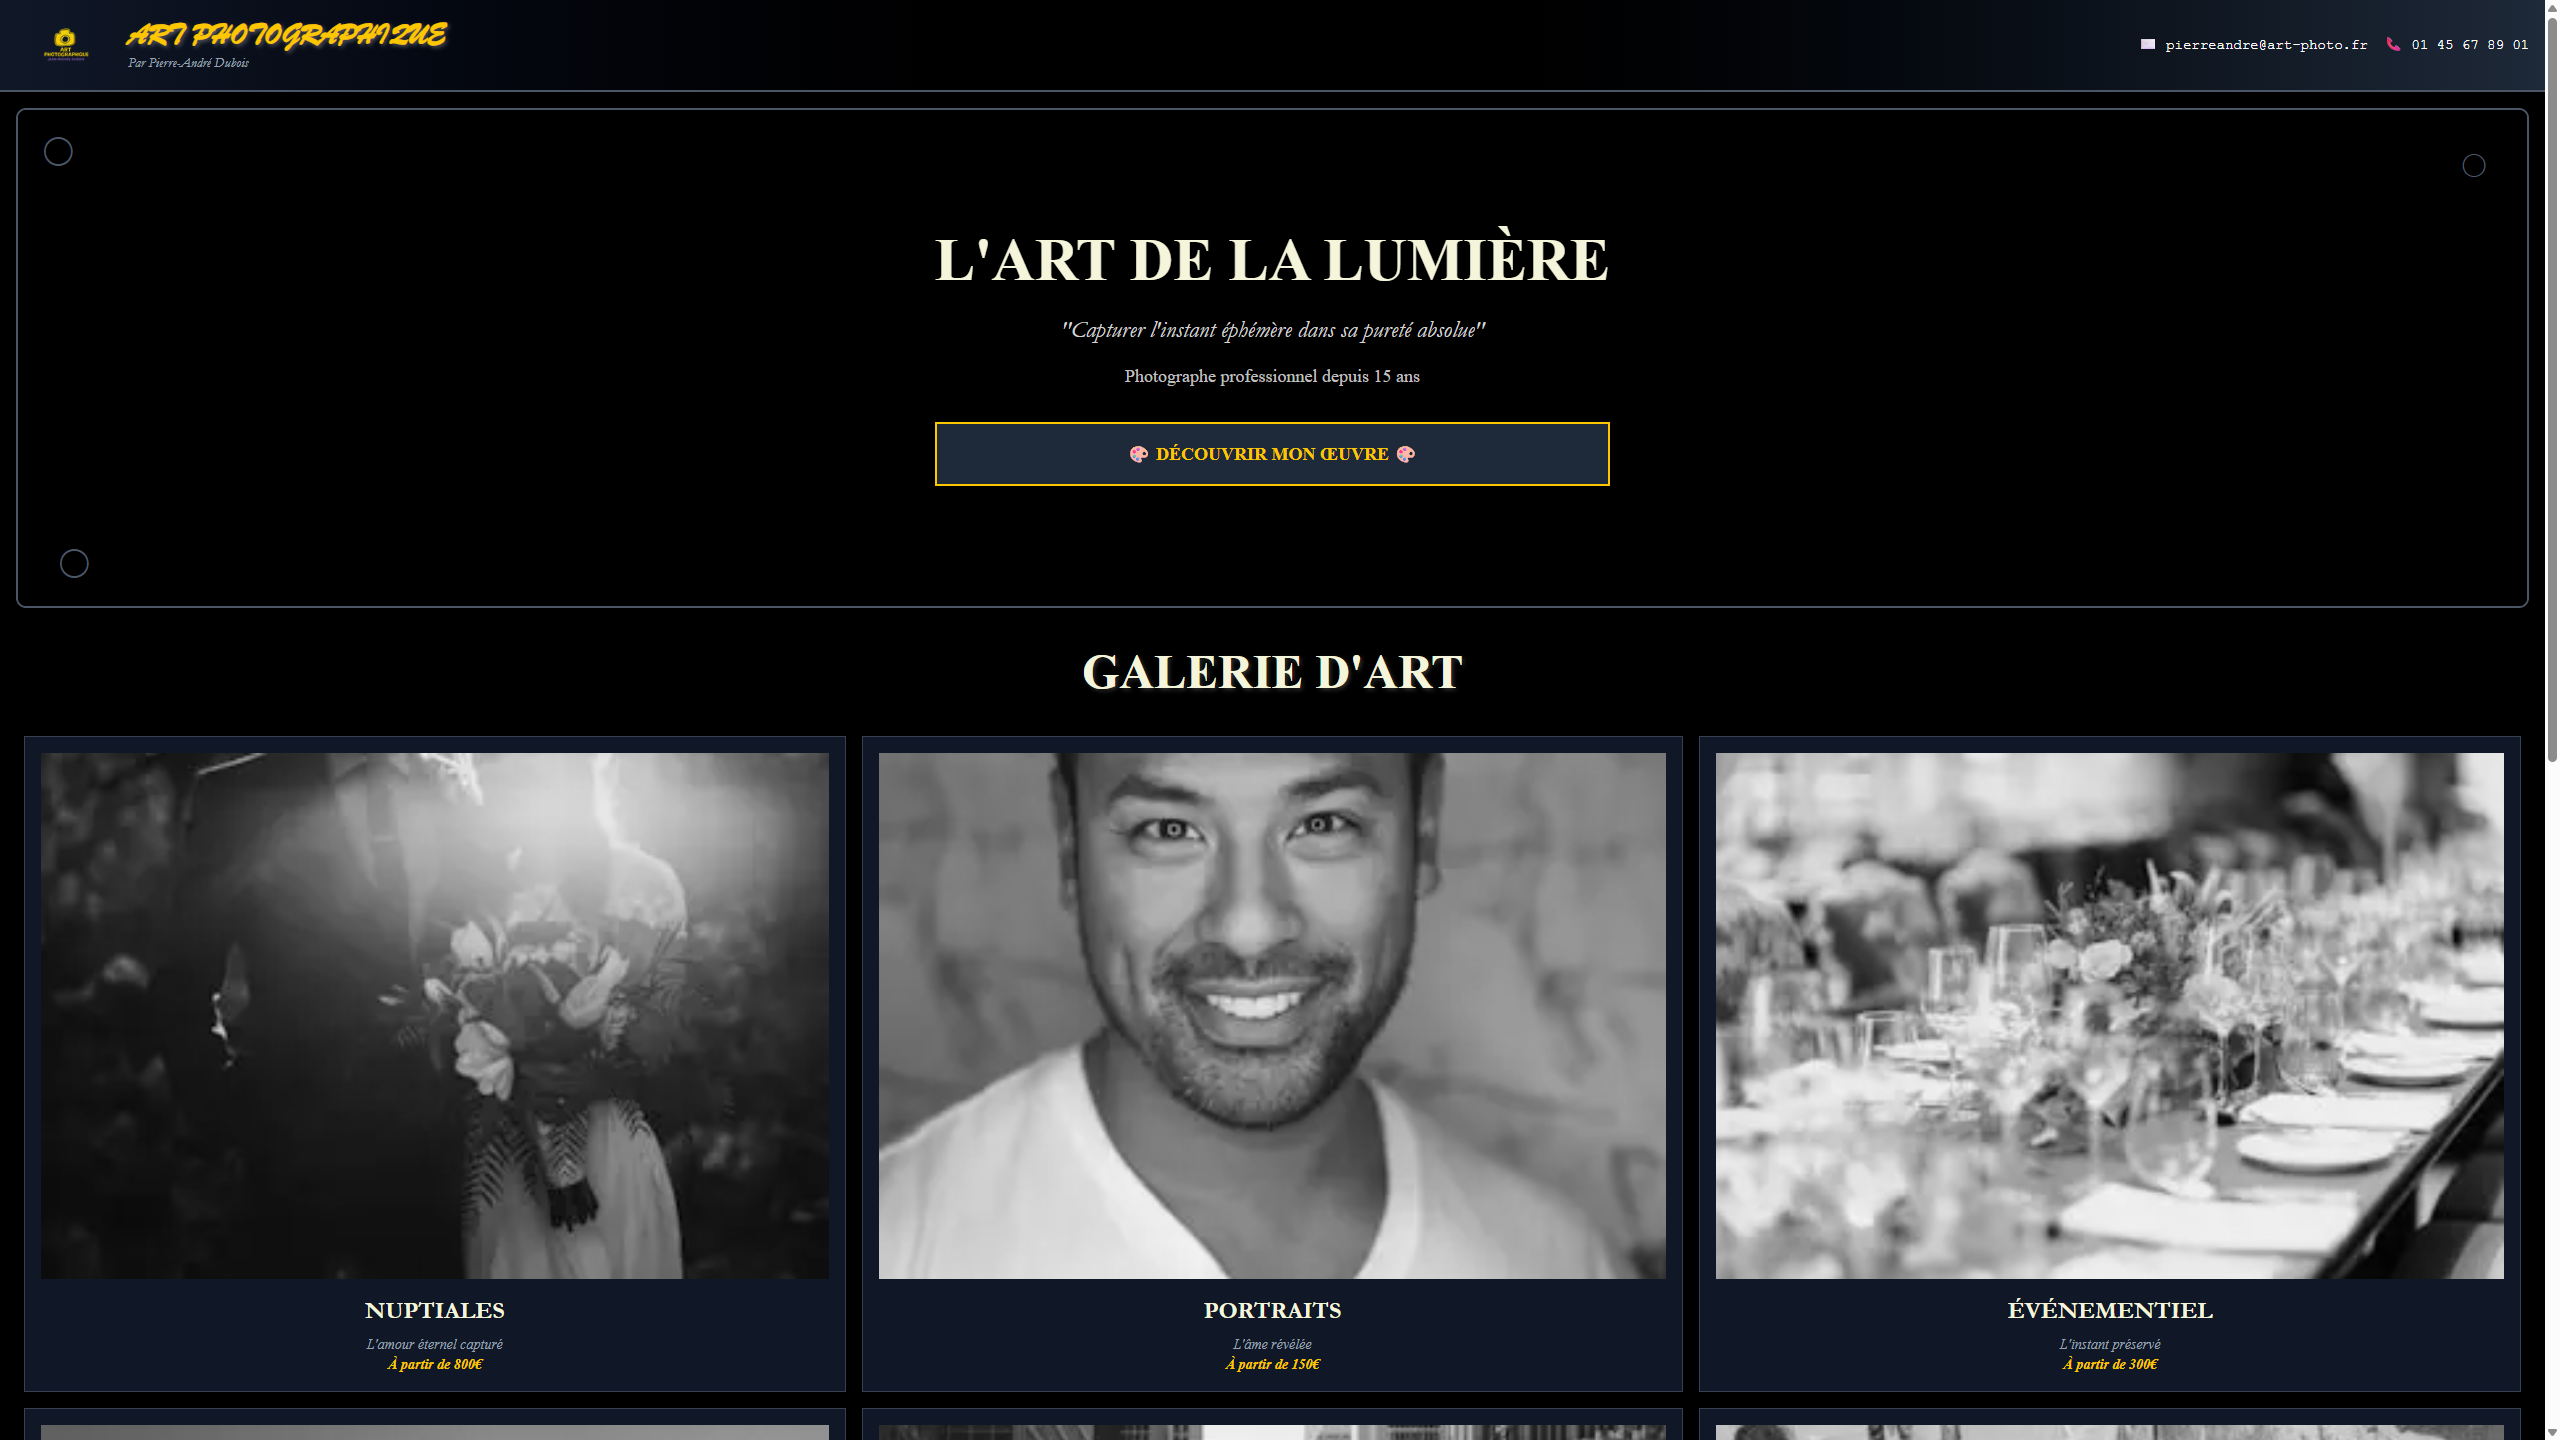 ART
PHOTOGRAPHIQUE
ART PHOTOGRAPHIQUE
Par Pierre-André Dubois
pierreandre@art-photo.fr 01 45 67 89 01
L'ART DE LA LUMIÈRE
"Capturer l'instant éphémère dans sa pureté absolue"
Photographe professionnel depuis 15 ans
DÉCOUVRIR MON ŒUVRE
GALERIE D'ART
NUPTIALES
L'amour éternel capturé
À partir de 800€
PORTRAITS
L'âme révélée
À partir de 150€
ÉVÉNEMENTIEL
L'instant préservé
À partir de 300€